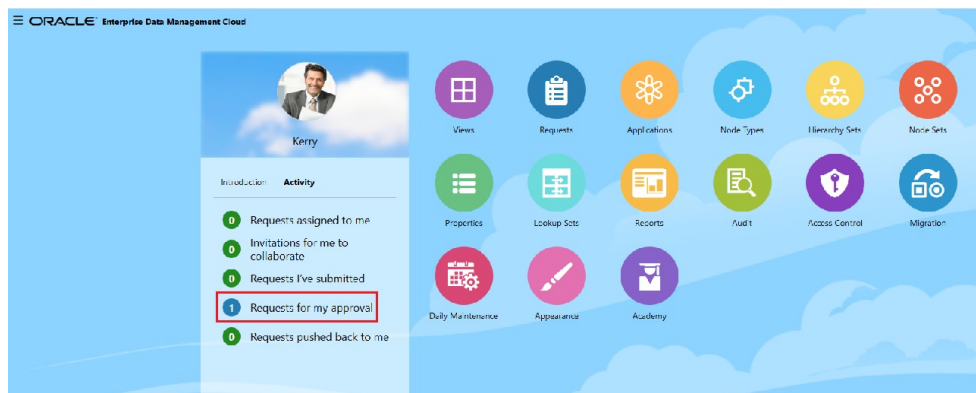 ORACLE Enterprise Data Management Cloud
Kerry
Introduction Activity
0 Requests assigned to me
0 Invitations for me to
collaborate
0 Requests I've submitted
1 Requests for my approval
0 Requests pushed back to me
Views Requests Applications Node Types Hierarchy Sets Node Sets
Properties Lookup Sets Reports Audit Access Control Migration
Daily Maintenance Appearance Academy